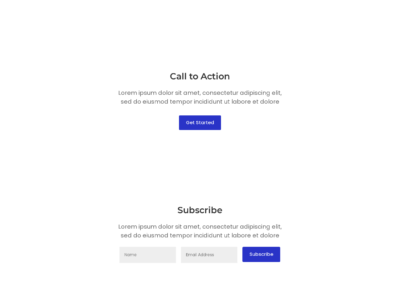 Call to Action
Lorem ipsum dolor sit amet, consectetur adipiscing elit,
sed do eiusmod tempor incididunt ut labore et dolore
Get Started
Subscribe
Lorem ipsum dolor sit amet, consectetur adipiscing elit,
sed do eiusmod tempor incididunt ut labore et dolore
Name Email Address Subscribe